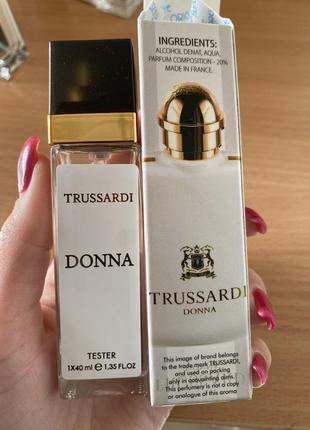 TRUSSARDI
DONNA
TESTER
1X40 ml ℮ 1,35 FL.OZ
INGREDIENTS:
ALCOHOL DENAT, AQUA,
PARFUM COMPOSITION - 20%
MADE IN FRANCE.
TRUSSARDI
DONNA
This image of brand belongs
to the trade mark TRUSSARDI,
and used on packing
only in acquainting aims.
This perfumery is not a copy
or analogue of this aroma